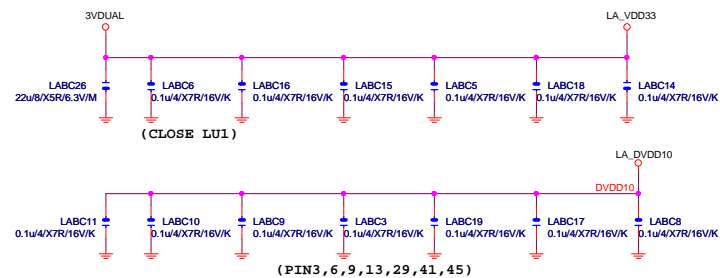 3VDUAL
LA_VDD33
LABC26
22u/8/X5R/6.3V/M
LABC6
0.1u/4/X7R/16V/K
LABC16
0.1u/4/X7R/16V/K
LABC15
0.1u/4/X7R/16V/K
LABC5
0.1u/4/X7R/16V/K
LABC18
0.1u/4/X7R/16V/K
LABC14
0.1u/4/X7R/16V/K
(CLOSE LU1)
LA_DVDD10
DVDD10
LABC11
0.1u/4/X7R/16V/K
LABC10
0.1u/4/X7R/16V/K
LABC9
0.1u/4/X7R/16V/K
LABC3
0.1u/4/X7R/16V/K
LABC19
0.1u/4/X7R/16V/K
LABC17
0.1u/4/X7R/16V/K
LABC8
0.1u/4/X7R/16V/K
(PIN3,6,9,13,29,41,45)